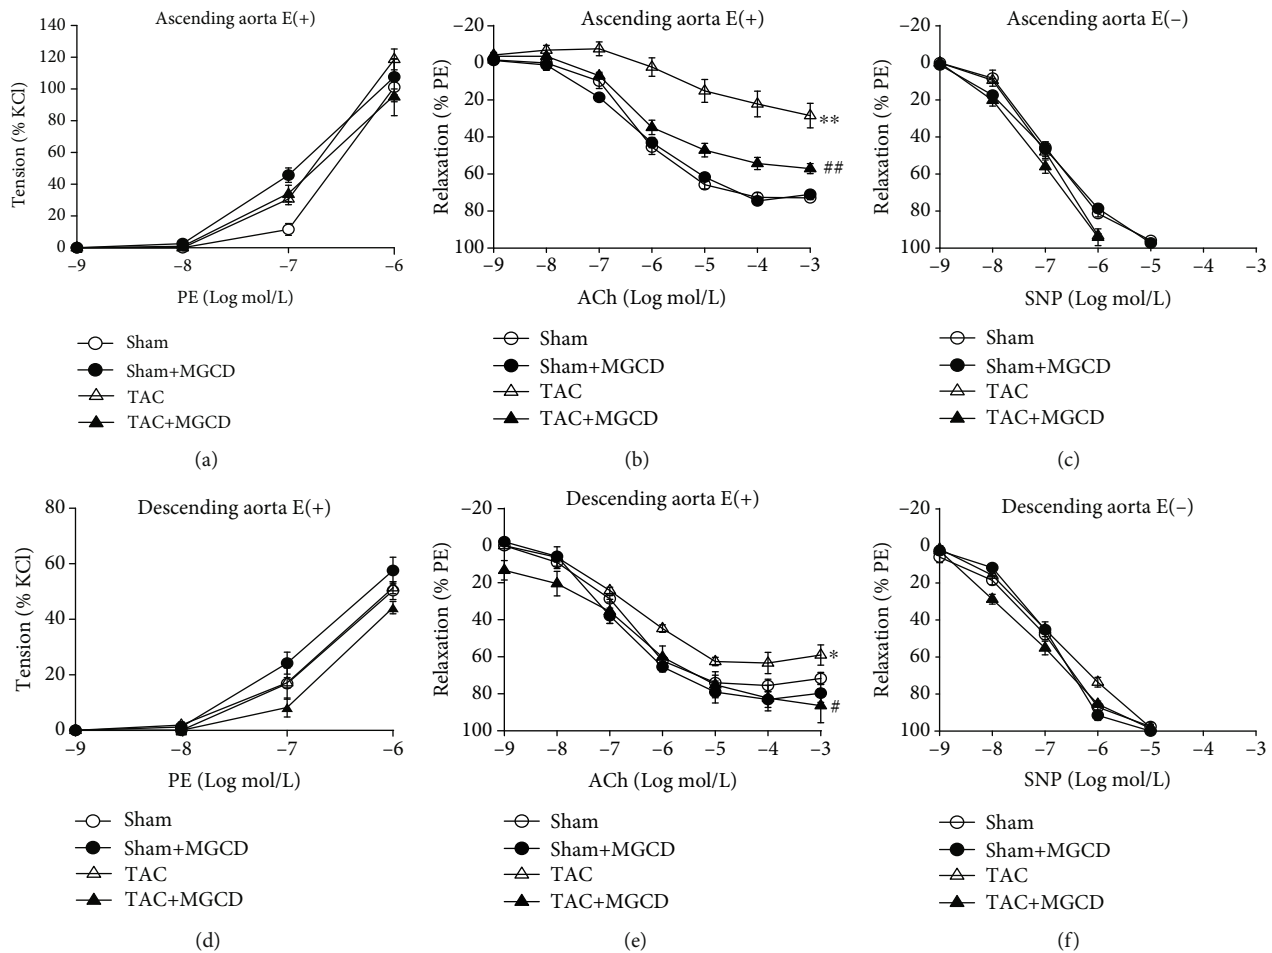 Ascending aorta E(+)
Tension (% KCl)
140
120
100
80
60
40
20
0
−9 −8 −7 −6
PE (Log mol/L)
Sham
Sham+MGCD
TAC
TAC+MGCD
(a)
Ascending aorta E(+)
Relaxation (% PE)
−20
0
20
40
60
80
100
**
##
−9 −8 −7 −6 −5 −4 −3
ACh (Log mol/L)
Sham
Sham+MGCD
TAC
TAC+MGCD
(b)
Ascending aorta E(−)
Relaxation (% PE)
−20
0
20
40
60
80
100
−9 −8 −7 −6 −5 −4 −3
SNP (Log mol/L)
Sham
Sham+MGCD
TAC
TAC+MGCD
(c)
Descending aorta E(+)
Tension (% KCl)
80
60
40
20
0
−9 −8 −7 −6
PE (Log mol/L)
Sham
Sham+MGCD
TAC
TAC+MGCD
(d)
Descending aorta E(+)
Relaxation (% PE)
−20
0
20
40
60
80
100
*
#
−9 −8 −7 −6 −5 −4 −3
ACh (Log mol/L)
Sham
Sham+MGCD
TAC
TAC+MGCD
(e)
Descending aorta E(−)
Relaxation (% PE)
−20
0
20
40
60
80
100
−9 −8 −7 −6 −5 −4 −3
SNP (Log mol/L)
Sham
Sham+MGCD
TAC
TAC+MGCD
(f)